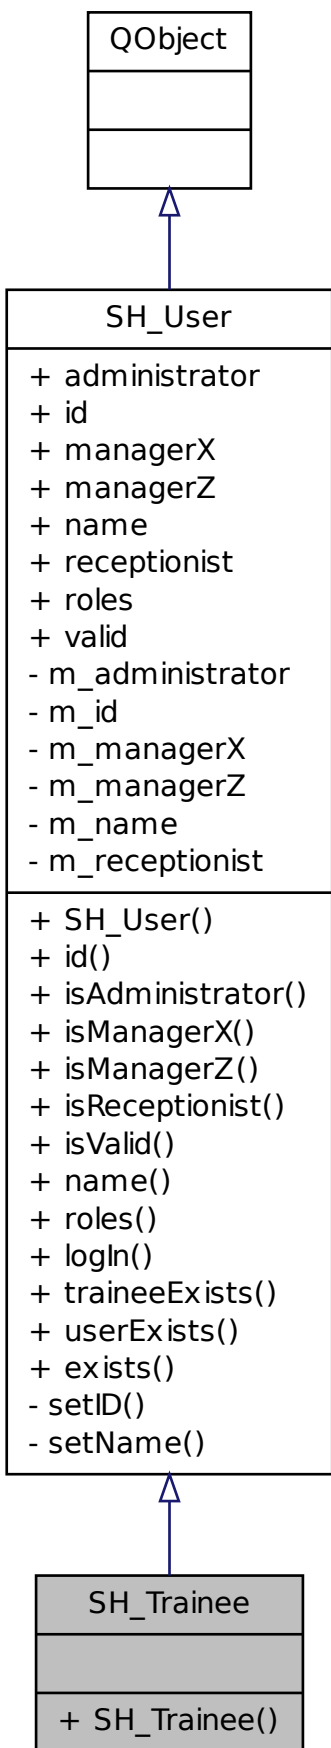 QObject
SH_User
+ administrator
+ id
+ managerX
+ managerZ
+ name
+ receptionist
+ roles
+ valid
- m_administrator
- m_id
- m_managerX
- m_managerZ
- m_name
- m_receptionist
+ SH_User()
+ id()
+ isAdministrator()
+ isManagerX()
+ isManagerZ()
+ isReceptionist()
+ isValid()
+ name()
+ roles()
+ logIn()
+ traineeExists()
+ userExists()
+ exists()
- setID()
- setName()
SH_Trainee
+ SH_Trainee()